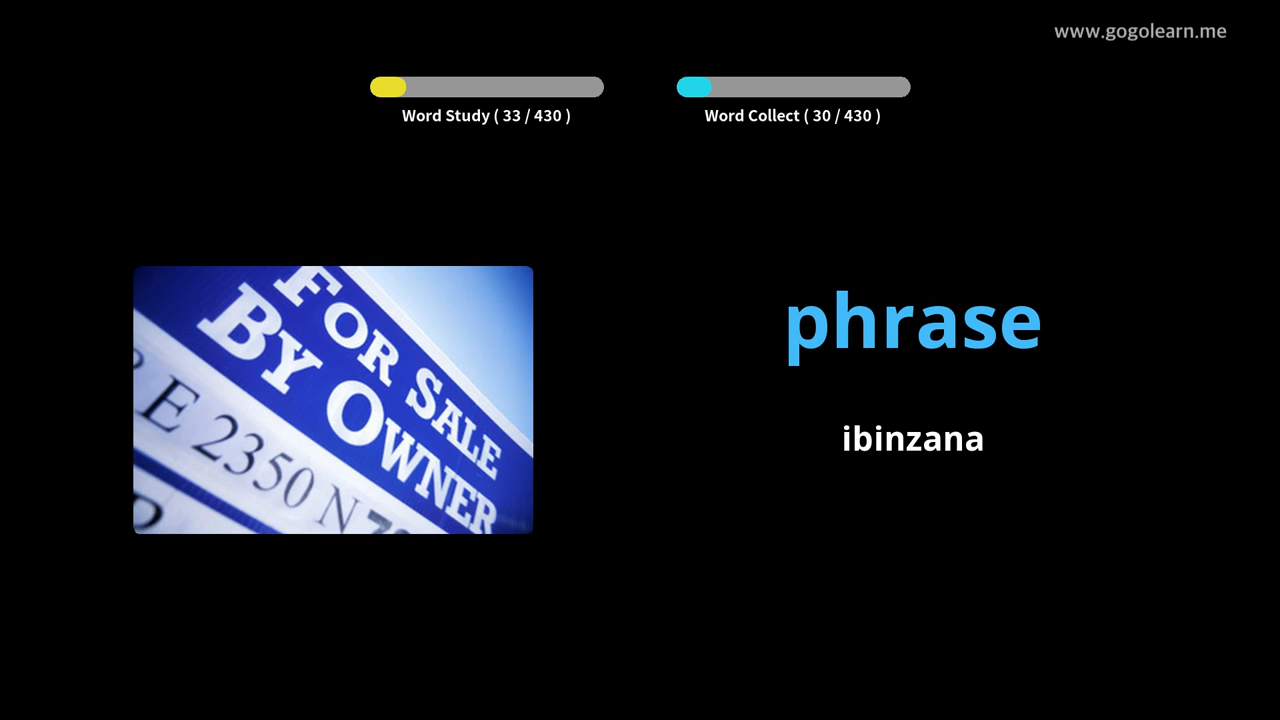 www.gogolearn.me
Word Study ( 33 / 430 )
Word Collect ( 30 / 430 )
FOR SALE
BY OWNER
E 2350 N
phrase
ibinzana